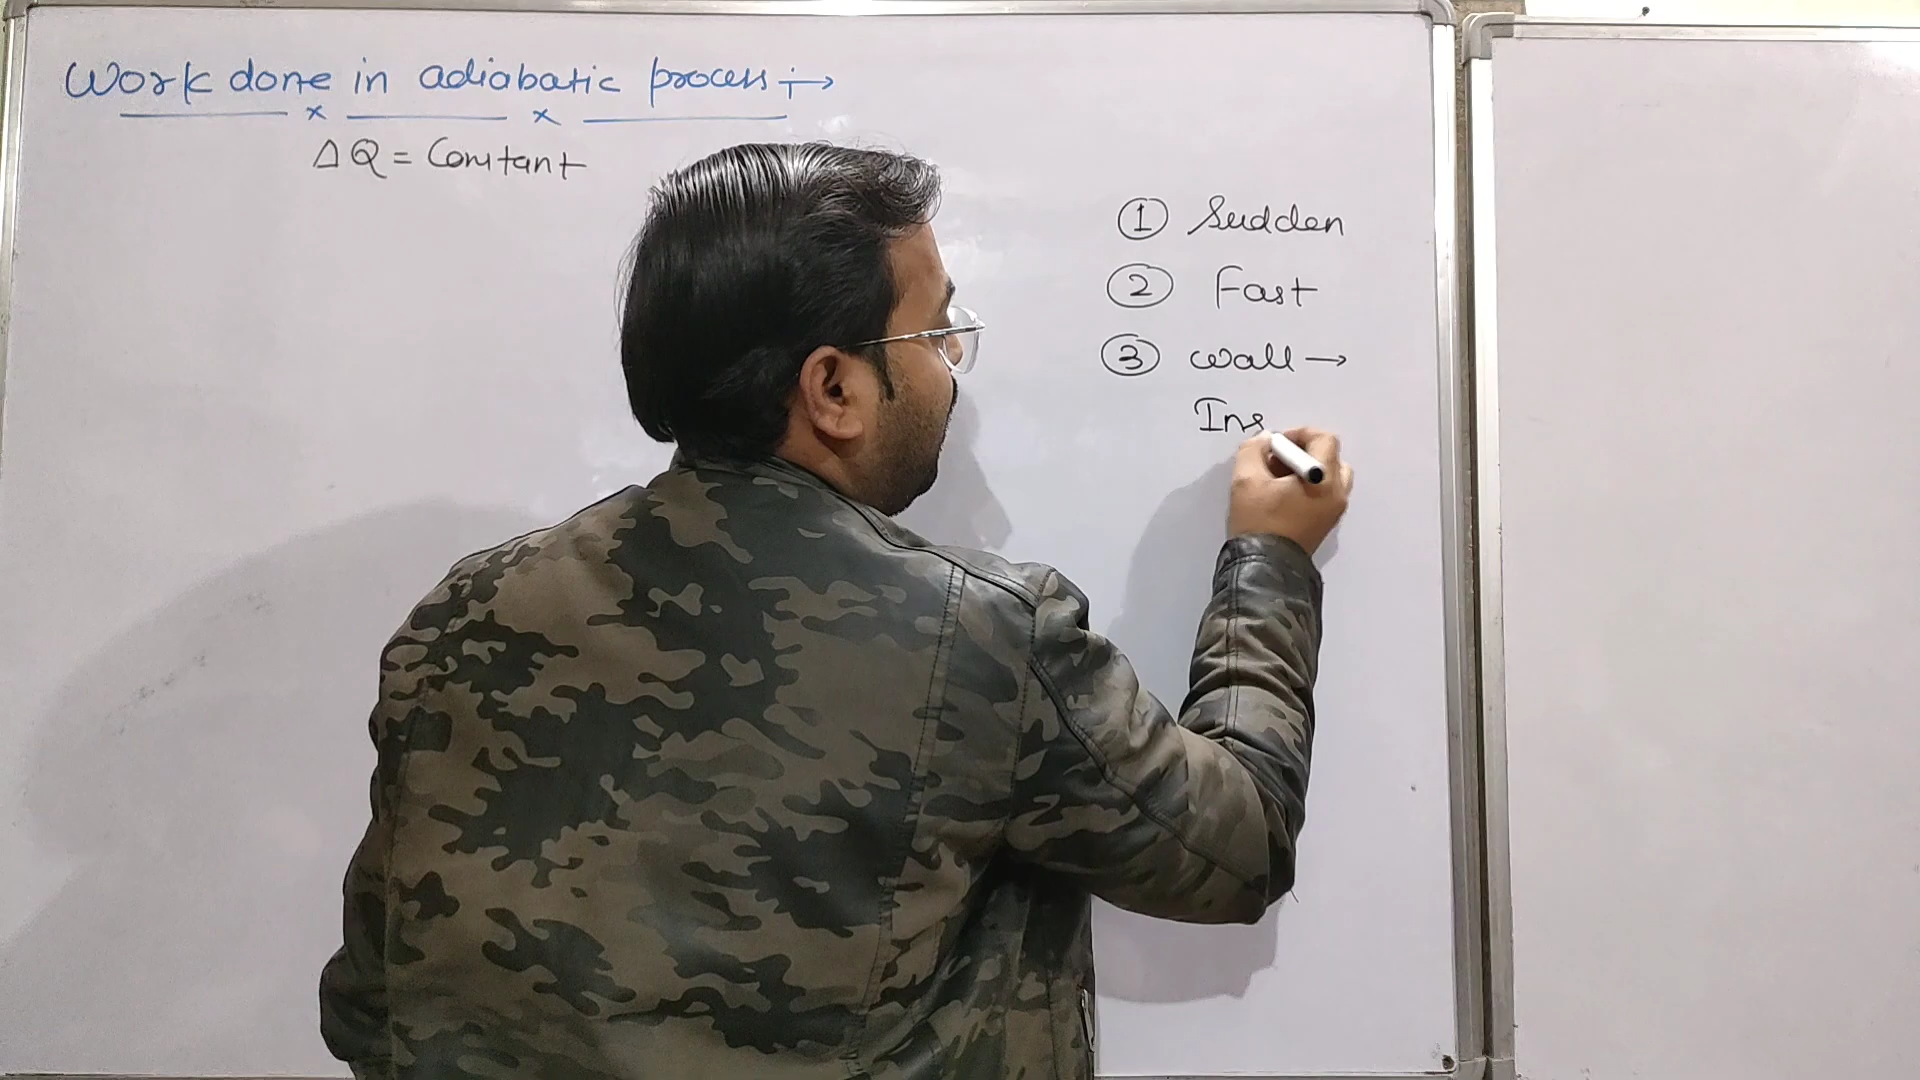 Work done in adiabatic process :→
ΔQ = Constant
① Sudden
② Fast
③ wall →
Ins